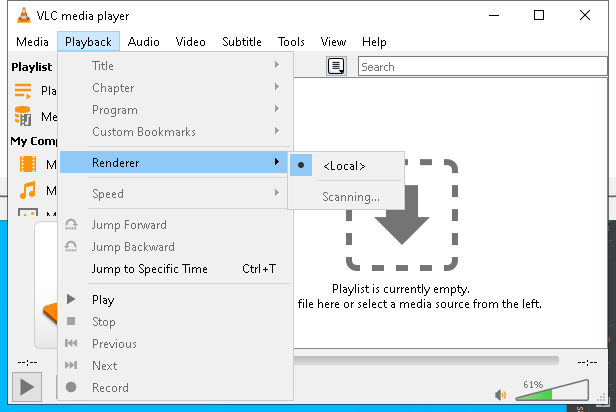 VLC media player
Media Playback Audio Video Subtitle Tools View Help
Playlist
Search
Title
Chapter
Program
Custom Bookmarks
My Comp
Renderer
<Local>
Speed
Scanning...
Jump Forward
Jump Backward
Jump to Specific Time Ctrl+T
Playlist is currently empty.
file here or select a media source from the left.
Play
Stop
Previous
Next
Record
--:-- --:--
61%